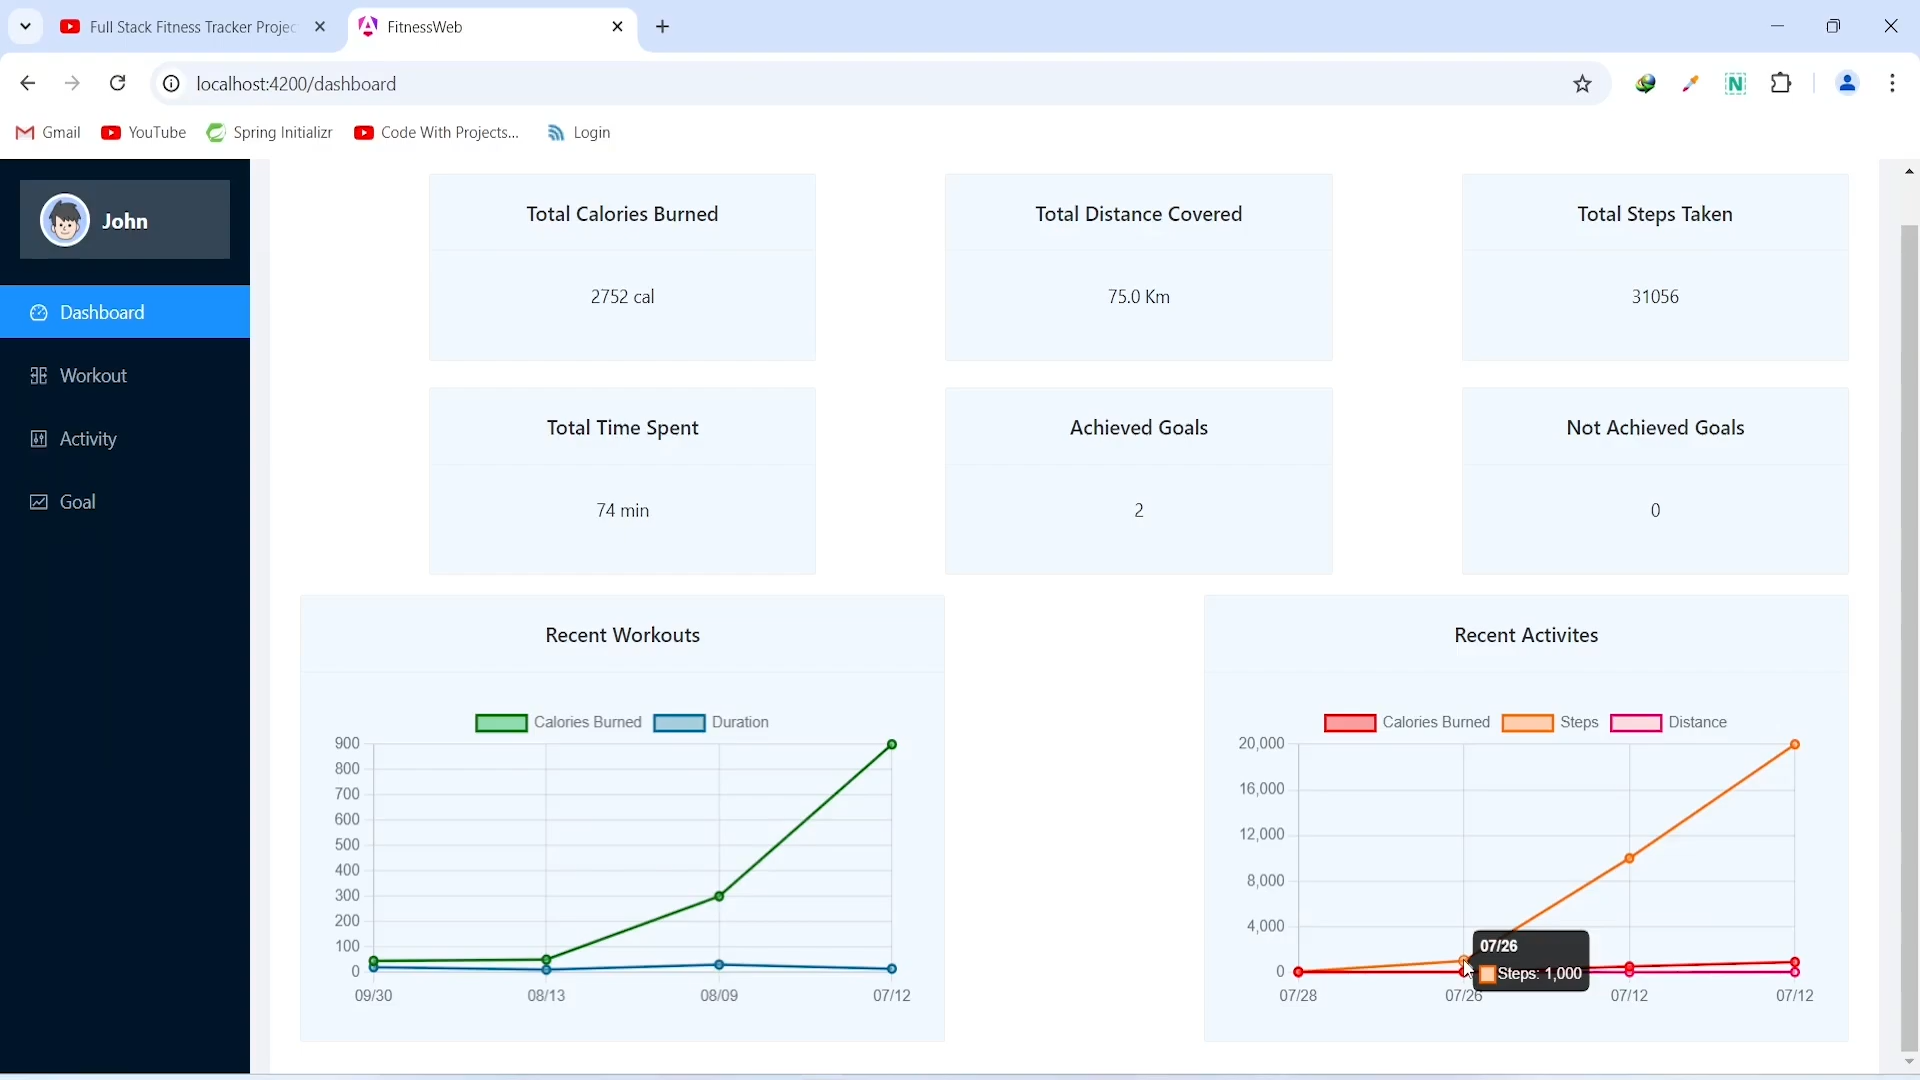 Full Stack Fitness Tracker Projec
FitnessWeb
localhost:4200/dashboard
Gmail
YouTube
Spring Initializr
Code With Projects...
Login
John
Dashboard
Workout
Activity
Goal
Total Calories Burned
2752 cal
Total Distance Covered
75.0 Km
Total Steps Taken
31056
Total Time Spent
74 min
Achieved Goals
2
Not Achieved Goals
0
Recent Workouts
Calories Burned
Duration
900
800
700
600
500
400
300
200
100
0
09/30
08/13
08/09
07/12
Recent Activites
Calories Burned
Steps
Distance
20,000
16,000
12,000
8,000
4,000
0
07/26
Steps: 1,000
07/28
07/26
07/12
07/12